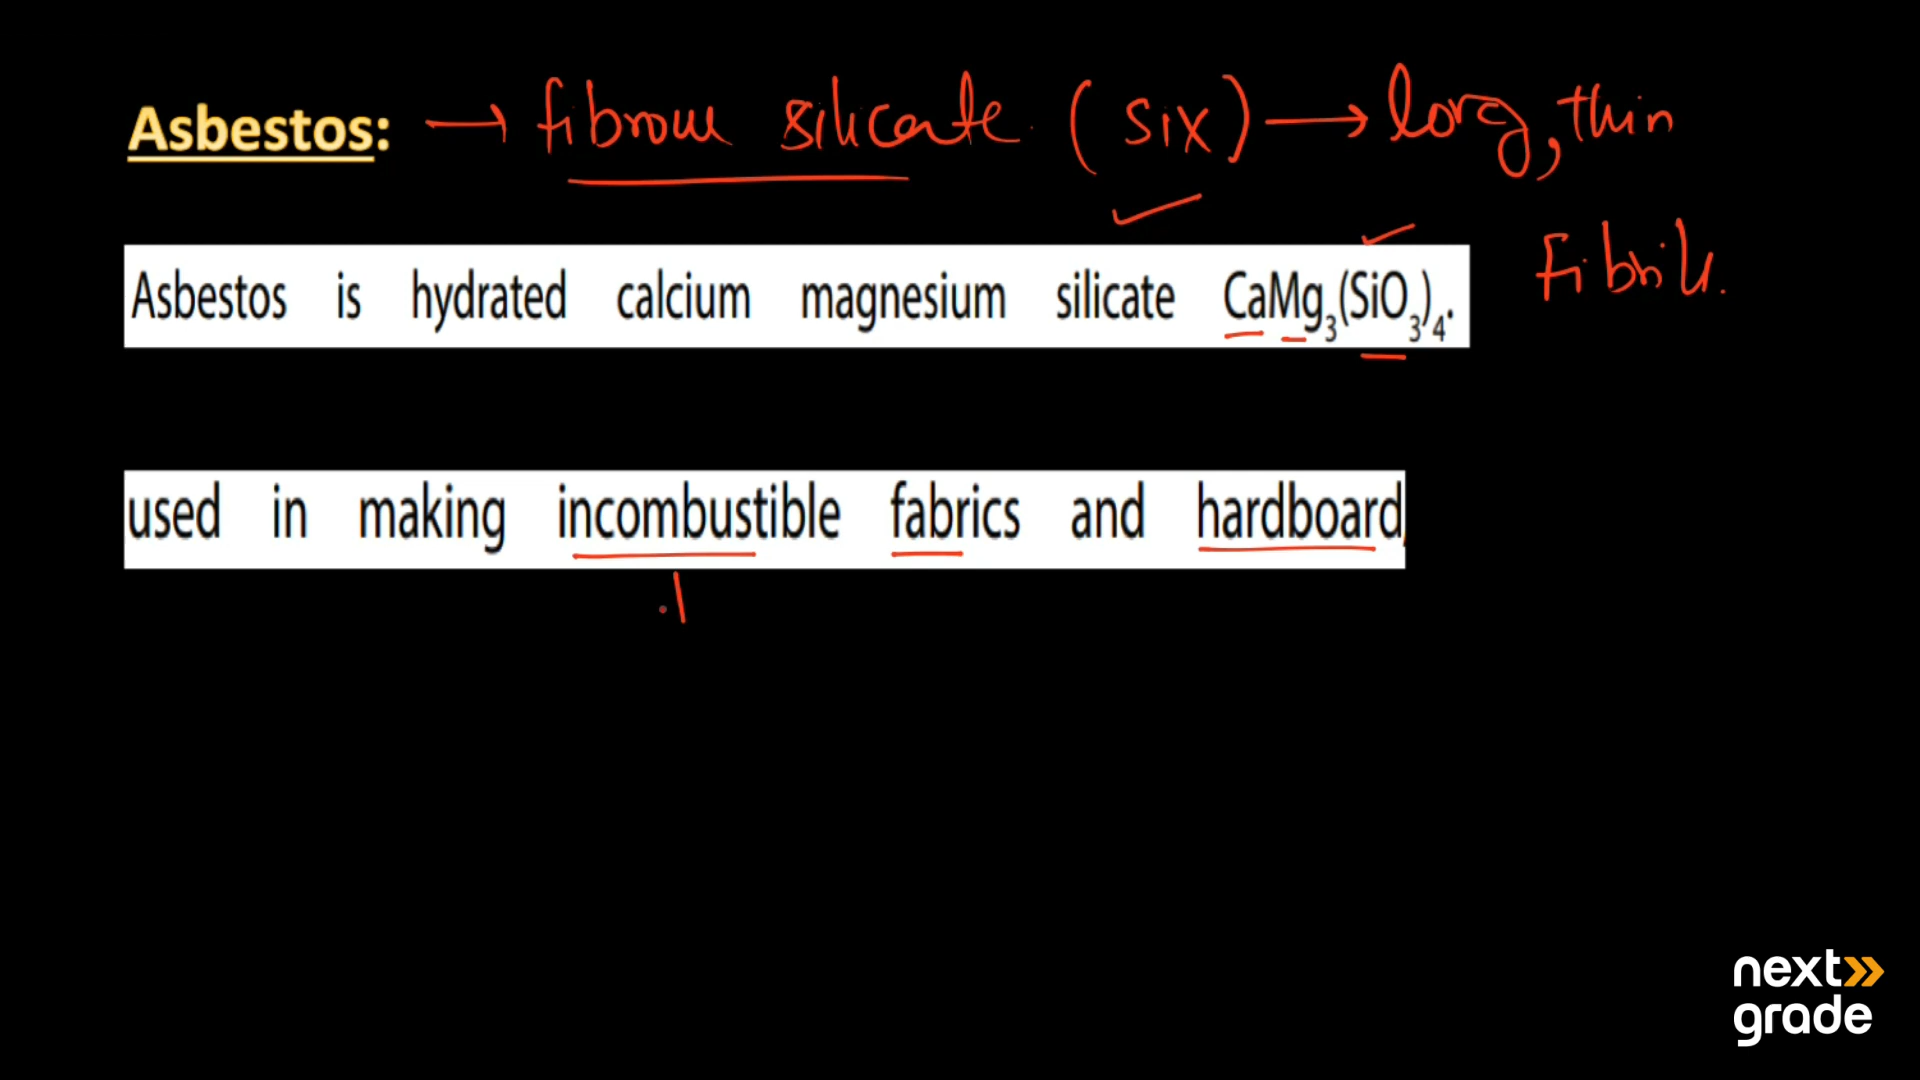 Asbestos: → fibrous silicate (six) → long, thin
fibrils.
Asbestos is hydrated calcium magnesium silicate CaMg₃(SiO₃)₄.
used in making incombustible fabrics and hardboard,
next
grade